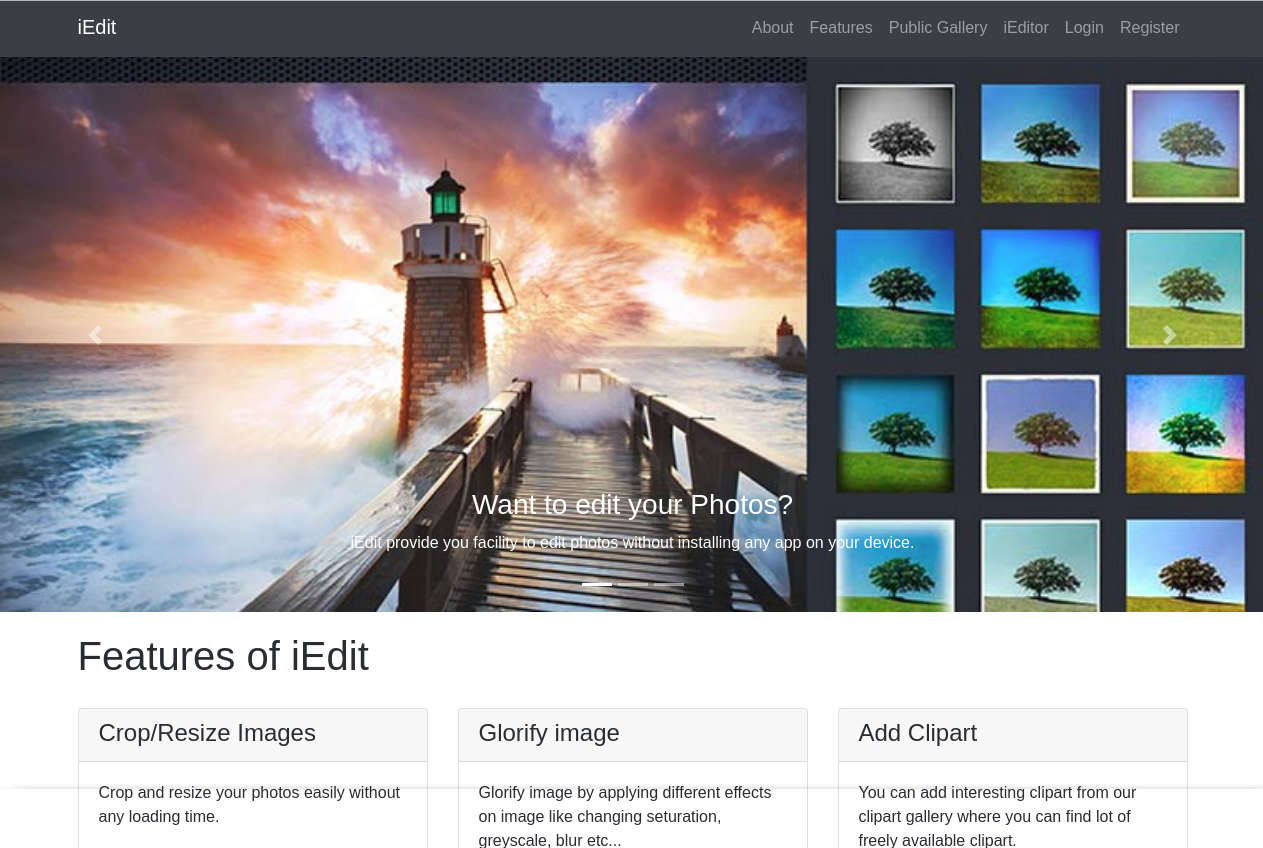 iEdit
About Features Public Gallery iEditor Login Register
Want to edit your Photos?
iEdit provide you facility to edit photos without installing any app on your device.
Features of iEdit
Crop/Resize Images
Crop and resize your photos easily without
any loading time.
Glorify image
Glorify image by applying different effects
on image like changing seturation,
greyscale, blur etc...
Add Clipart
You can add interesting clipart from our
clipart gallery where you can find lot of
freely available clipart.